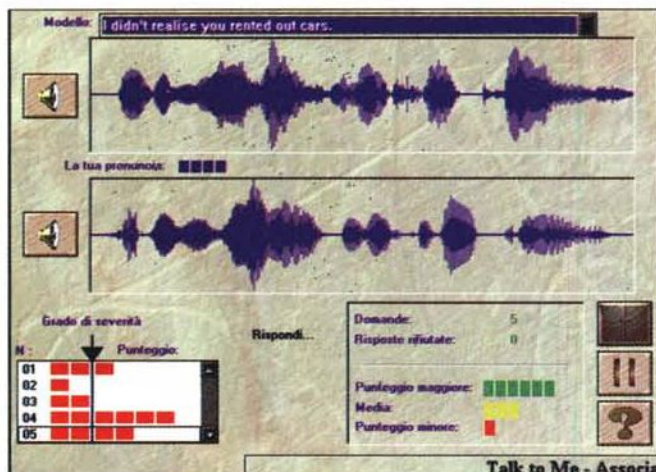 Modello: I didn't realise you rented out cars.
La tua pronuncia:
Grado di severità
N : Punteggio:
01
02
03
04
05
Rispondi...
Domande: 5
Risposte rifiutate: 0
Punteggio maggiore:
Media:
Punteggio minore:
Talk to Me - Associa